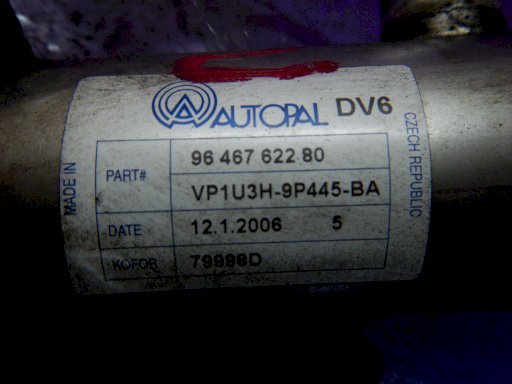 AUTOPAL DV6
MADE IN
CZECH REPUBLIC
PART# 96 467 622 80
VP1U3H-9P445-BA
DATE 12.1.2006 5
KOFOR 79998D